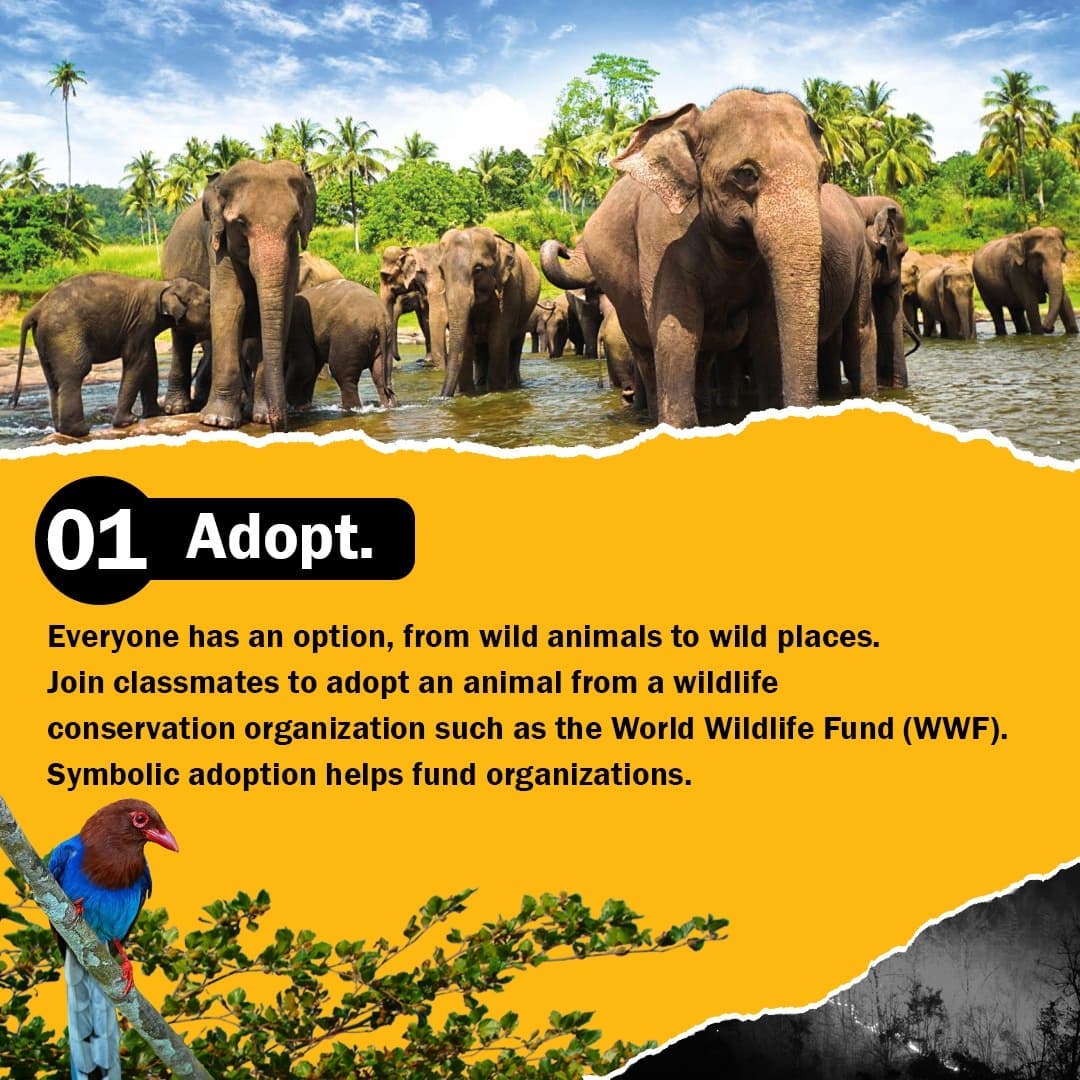 01 Adopt.
Everyone has an option, from wild animals to wild places.
Join classmates to adopt an animal from a wildlife
conservation organization such as the World Wildlife Fund (WWF).
Symbolic adoption helps fund organizations.